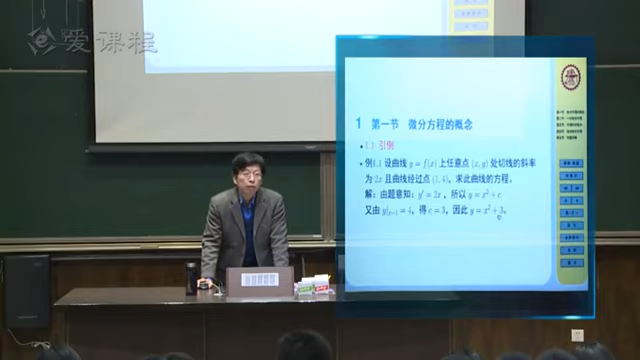 爱课程
1 第一节 微分方程的概念
1.1 引例
例1.1 设曲线 y = f(x) 上任意点 (x, y) 处切线的斜率
为 2x 且曲线经过点 (1, 4)，求此曲线的方程。
解：由题意知：y′ = 2x，所以 y = x² + c
又由 y|x=1 = 4，得 c = 3，因此 y = x² + 3。